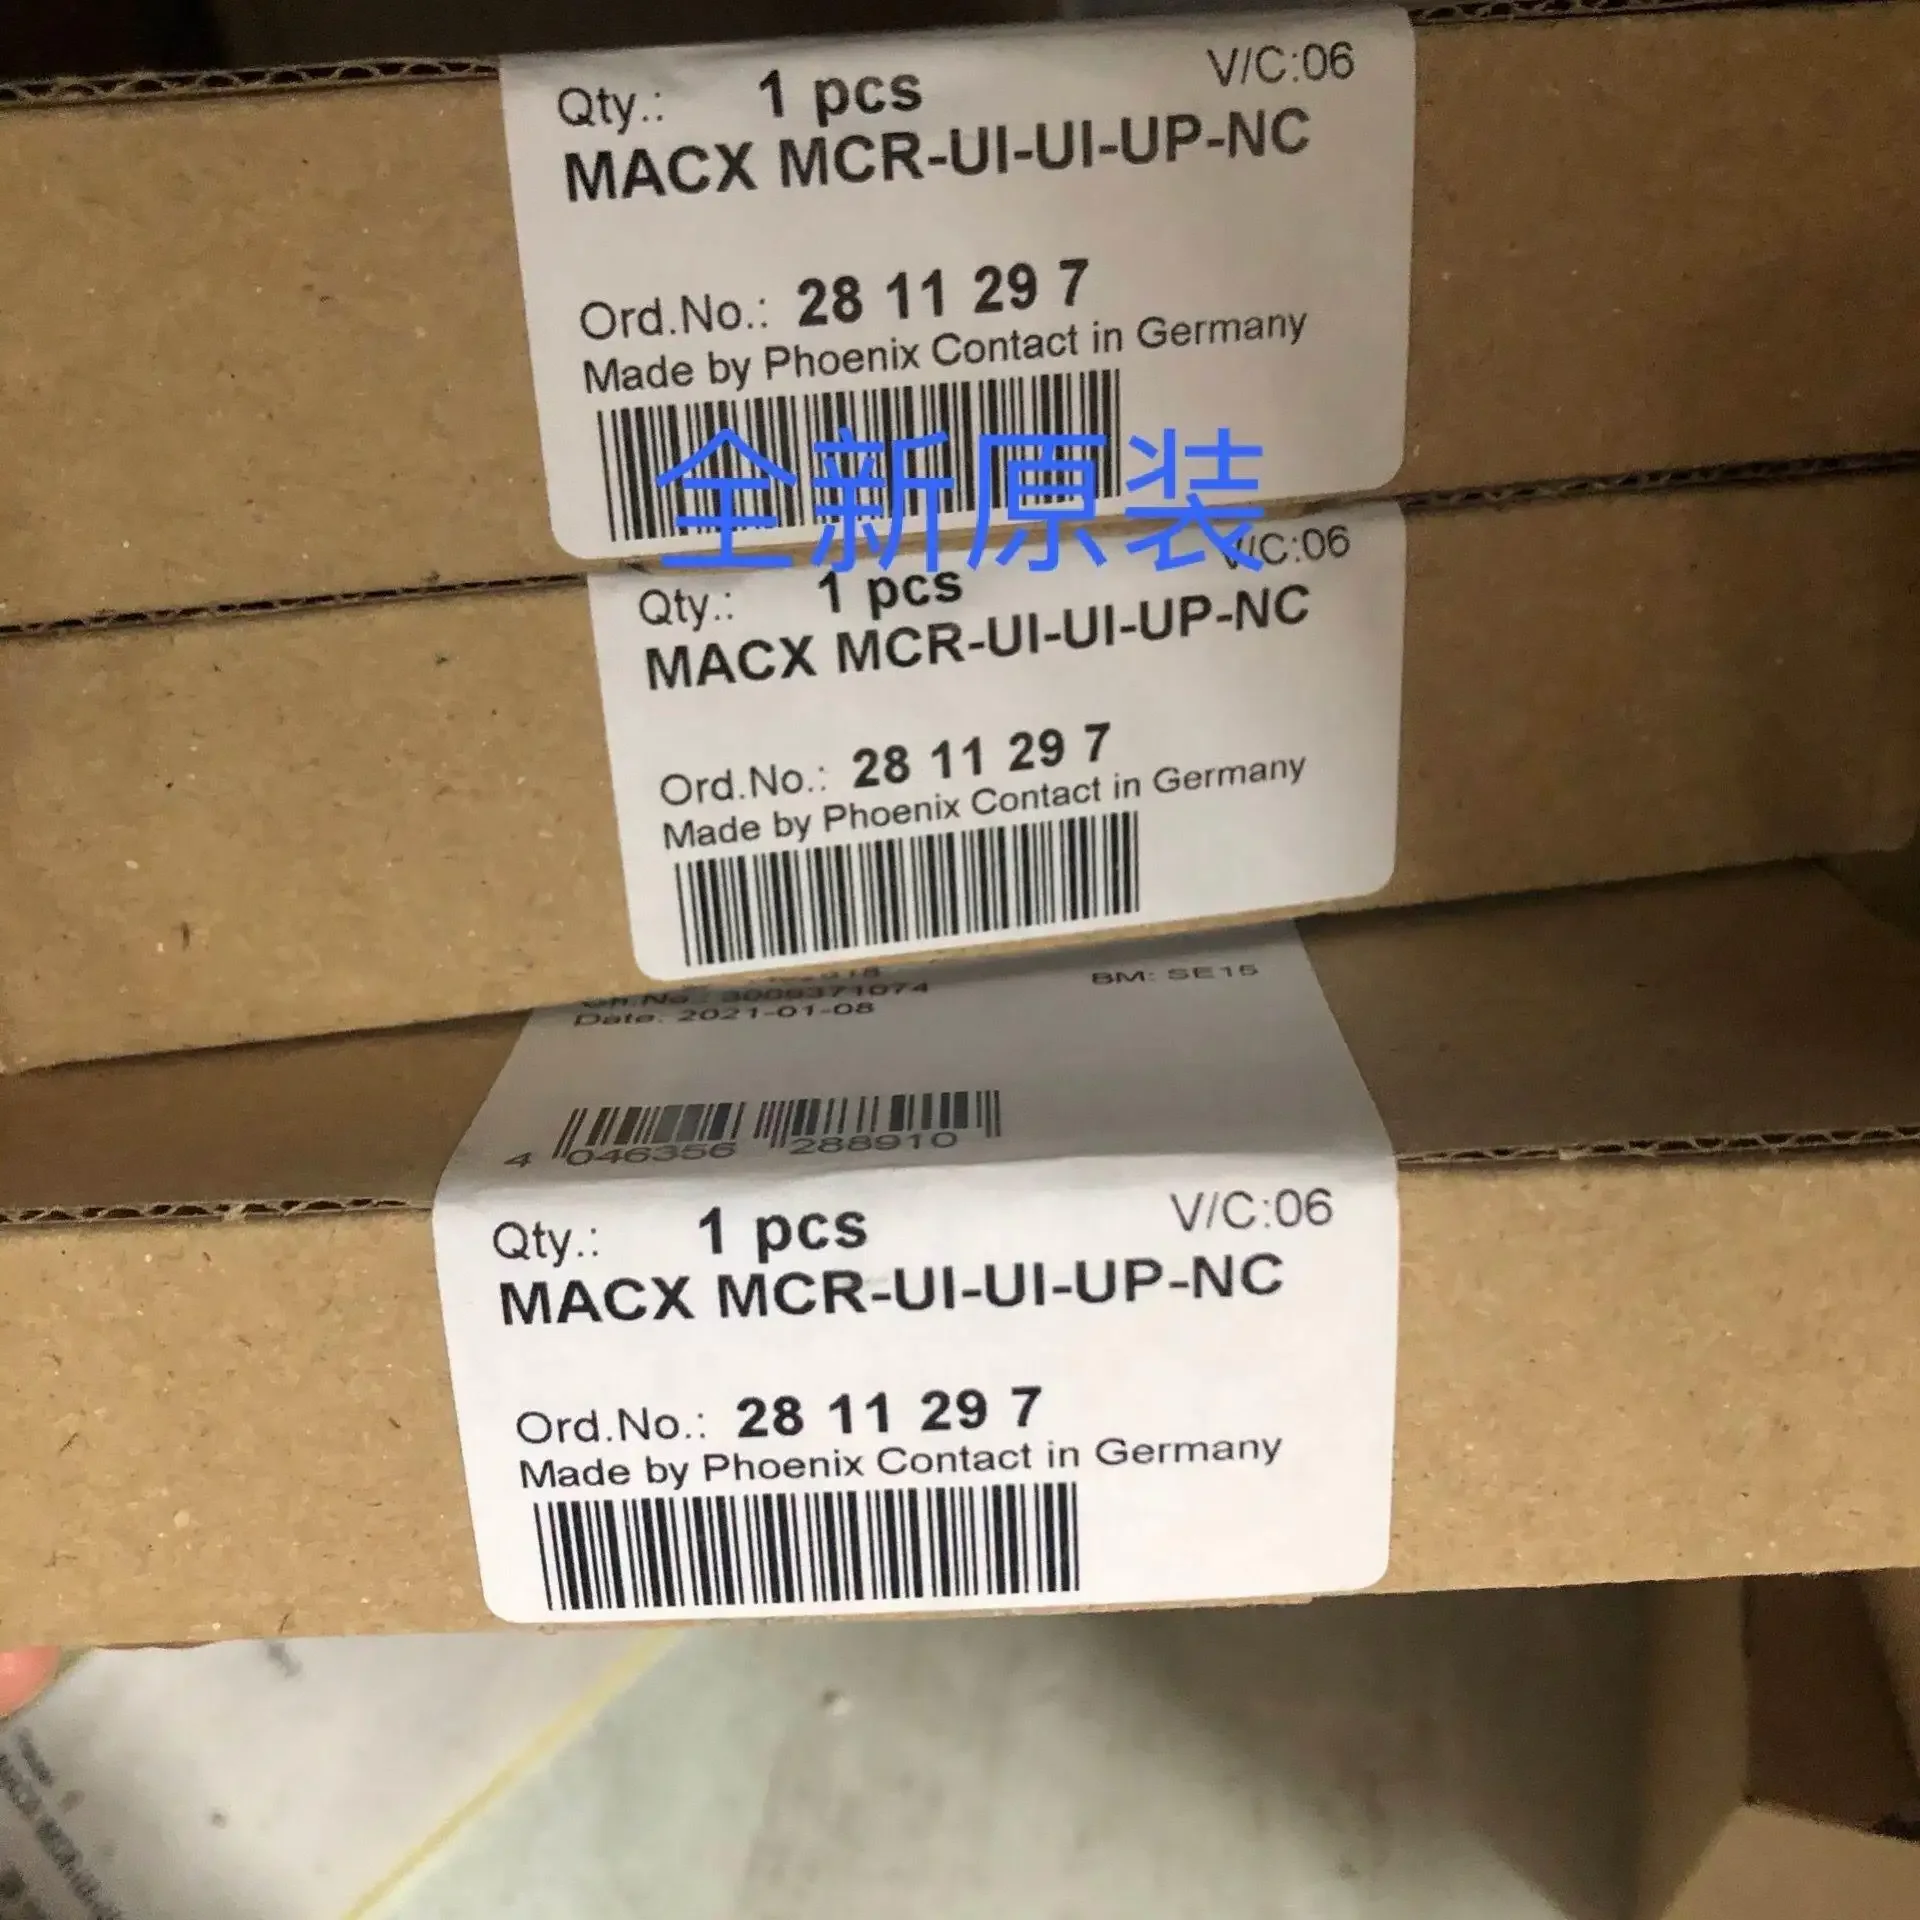 Qty.: 1 pcs V/C:06
MACX MCR-UI-UI-UP-NC
Ord.No.: 28 11 29 7
Made by Phoenix Contact in Germany
全新原装
Qty.: 1 pcs V/C:06
MACX MCR-UI-UI-UP-NC
Ord.No.: 28 11 29 7
Made by Phoenix Contact in Germany
3006371074 BM: SE15
Date: 2021-01-08
4 046356 288910
Qty.: 1 pcs V/C:06
MACX MCR-UI-UI-UP-NC
Ord.No.: 28 11 29 7
Made by Phoenix Contact in Germany